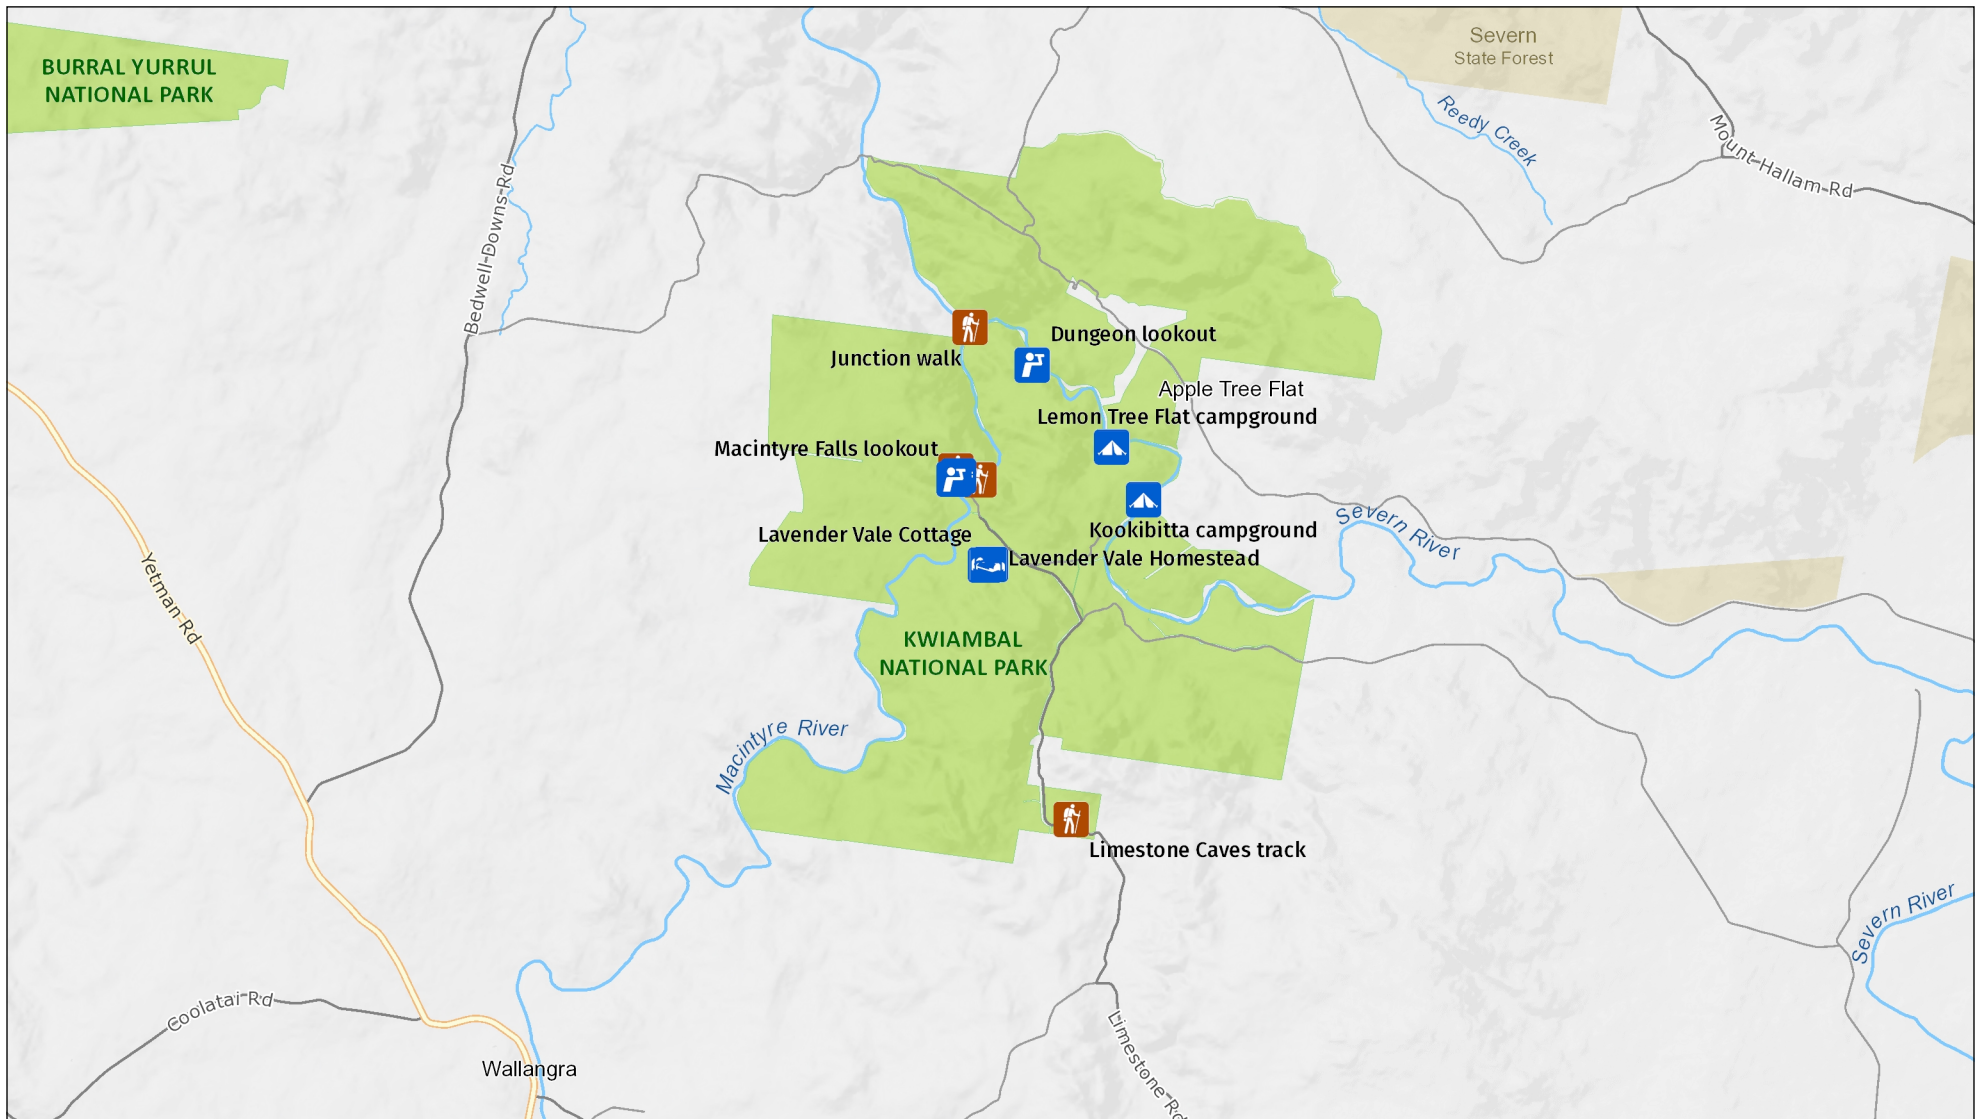 BURRAL YURRUL
NATIONAL PARK
Severn
State Forest
Reedy Creek
Mount Hallam Rd
Bedwell-Downs-Rd
Dungeon lookout
Junction walk
Apple Tree Flat
Lemon Tree Flat campground
Macintyre Falls lookout
Severn River
Kookibitta campground
Lavender Vale Cottage
Lavender Vale Homestead
Yetman Rd
KWIAMBAL
NATIONAL PARK
Macintyre River
Limestone Caves track
Severn River
Coolatai Rd
Limestone Rd
Wallangra